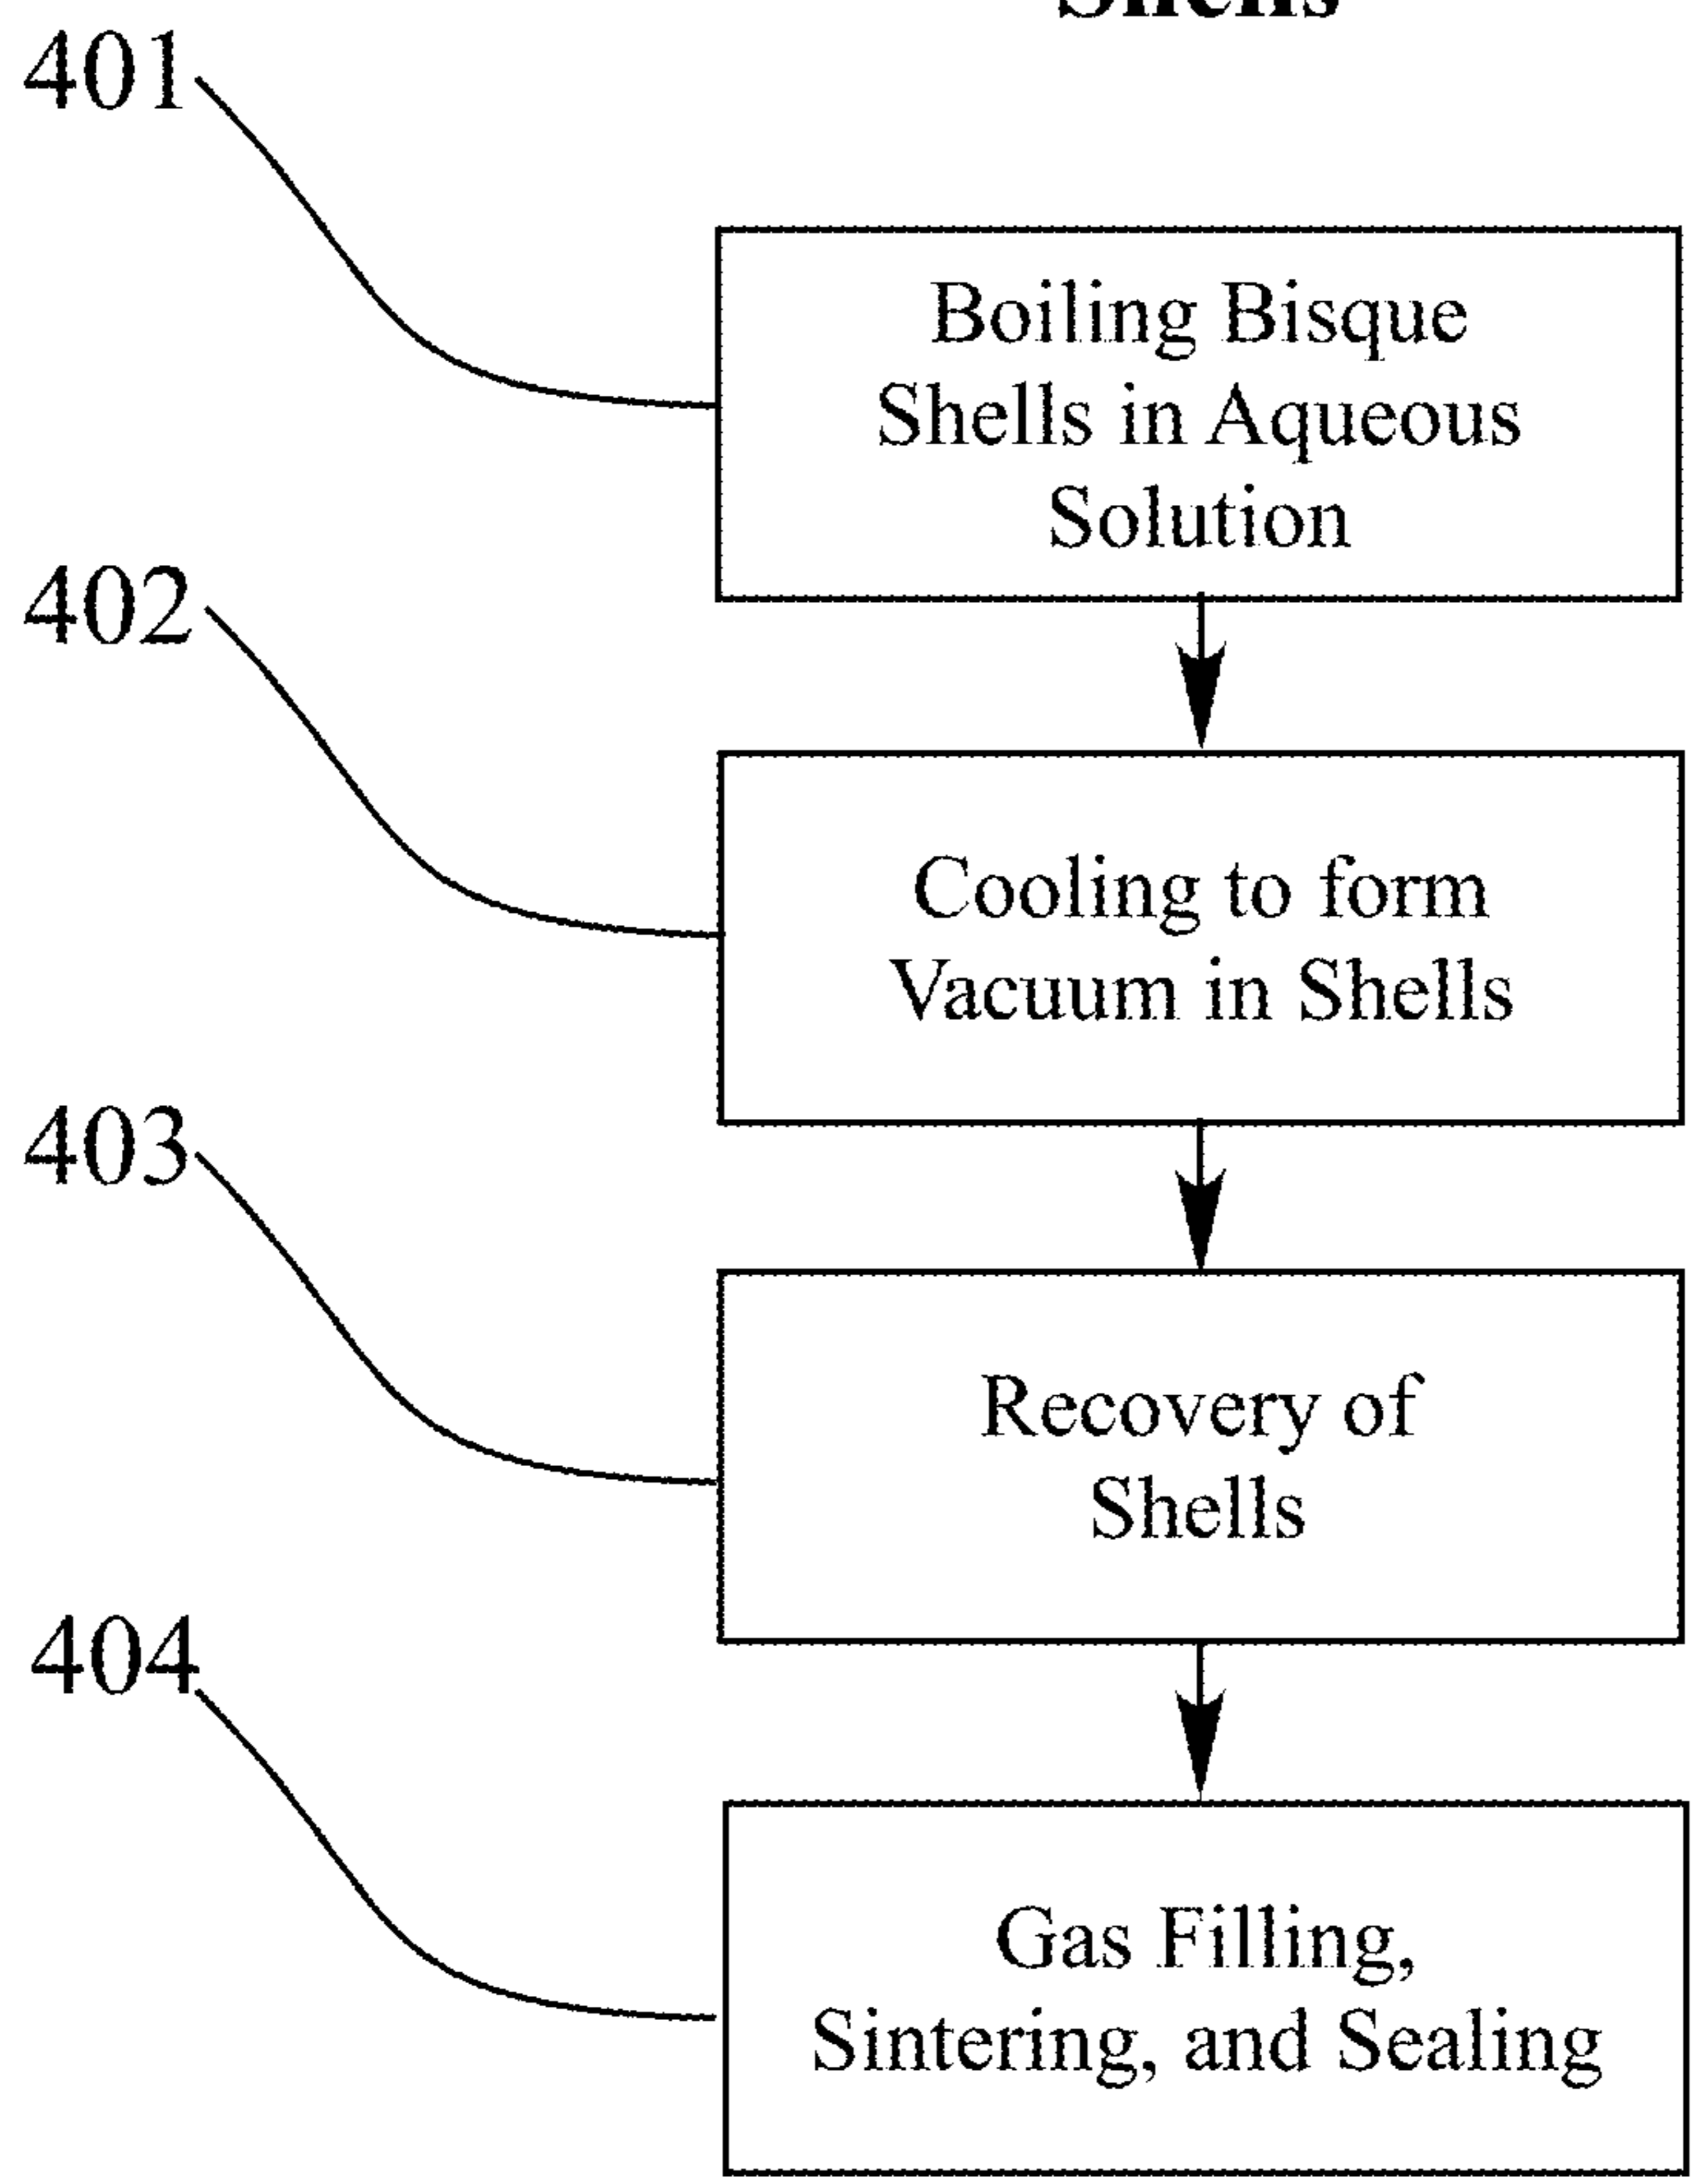 Shells
401
Boiling Bisque
Shells in Aqueous
Solution
402
Cooling to form
Vacuum in Shells
403
Recovery of
Shells
404
Gas Filling,
Sintering, and Sealing